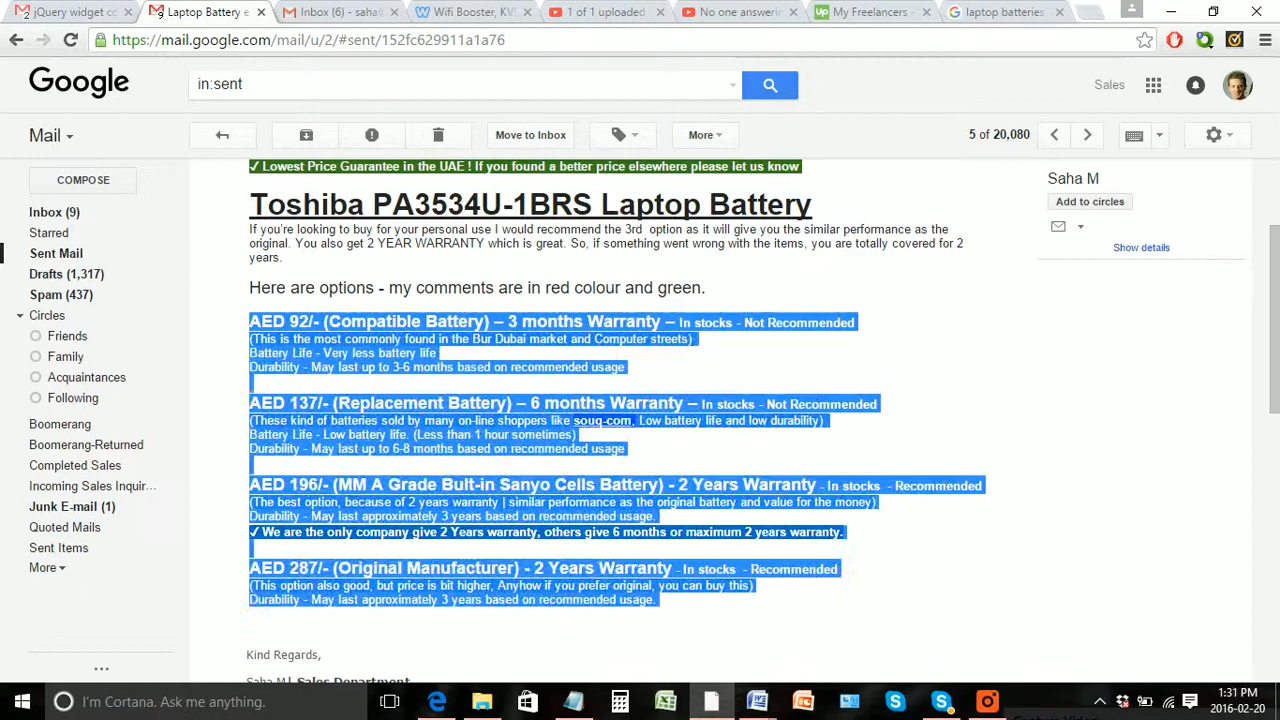 jQuery widget co
Laptop Battery e
Inbox (6) - saha
Wifi Booster, KVI
1 of 1 uploaded
No one answerin
My Freelancers -
laptop batteries
https://mail.google.com/mail/u/2/#sent/152fc629911a1a76
Google
in:sent
Sales
Mail
Move to Inbox
More
5 of 20,080
✓ Lowest Price Guarantee in the UAE ! If you found a better price elsewhere please let us know
COMPOSE
Inbox (9)
Starred
Sent Mail
Drafts (1,317)
Spam (437)
Circles
Friends
Family
Acquaintances
Following
Boomerang
Boomerang-Returned
Completed Sales
Incoming Sales Inquir...
Junk E-mail (1)
Quoted Mails
Sent Items
More
Toshiba PA3534U-1BRS Laptop Battery
If you're looking to buy for your personal use I would recommend the 3rd option as it will give you the similar performance as the
original. You also get 2 YEAR WARRANTY which is great. So, if something went wrong with the items, you are totally covered for 2
years.
Here are options - my comments are in red colour and green.
AED 92/- (Compatible Battery) – 3 months Warranty – In stocks - Not Recommended
(This is the most commonly found in the Bur Dubai market and Computer streets)
Battery Life - Very less battery life
Durability - May last up to 3-6 months based on recommended usage
AED 137/- (Replacement Battery) – 6 months Warranty – In stocks - Not Recommended
(These kind of batteries sold by many on-line shoppers like souq-com, Low battery life and low durability)
Battery Life - Low battery life. (Less than 1 hour sometimes)
Durability - May last up to 6-8 months based on recommended usage
AED 196/- (MM A Grade Bult-in Sanyo Cells Battery) - 2 Years Warranty - In stocks - Recommended
(The best option, because of 2 years warranty | similar performance as the original battery and value for the money)
Durability - May last approximately 3 years based on recommended usage.
✓ We are the only company give 2 Years warranty, others give 6 months or maximum 2 years warranty.
AED 287/- (Original Manufacturer) - 2 Years Warranty - In stocks - Recommended
(This option also good, but price is bit higher, Anyhow if you prefer original, you can buy this)
Durability - May last approximately 3 years based on recommended usage.
Kind Regards,
Saha M | Sales Department
Saha M
Add to circles
Show details
I'm Cortana. Ask me anything.
1:31 PM
2016-02-20